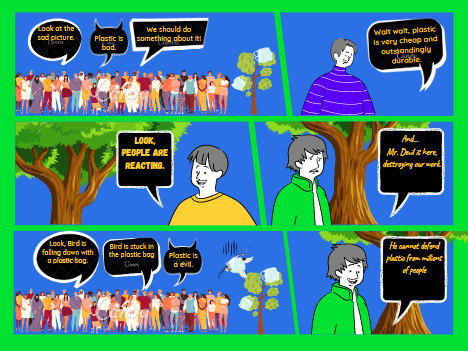 Look at the
sad picture.
Plastic is
bad.
We should do
something about it!
Wait wait, plastic
is very cheap and
outstandingly
durable.
LOOK,
PEOPLE ARE
REACTING.
And...
Mr. Devil is here,
destroying our work.
Look, Bird is
falling down with
a plastic bag.
Bird is stuck in
the plastic bag
Canva
Plastic is
a evil.
He cannot defend
plastic from millions
of people